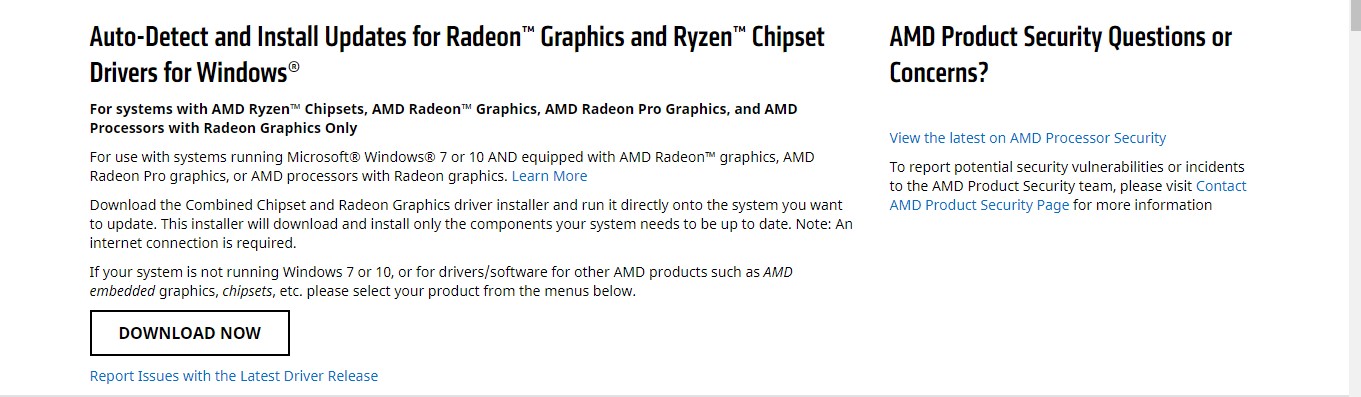 Auto-Detect and Install Updates for Radeon™ Graphics and Ryzen™ Chipset
Drivers for Windows®
For systems with AMD Ryzen™ Chipsets, AMD Radeon™ Graphics, AMD Radeon Pro Graphics, and AMD
Processors with Radeon Graphics Only
For use with systems running Microsoft® Windows® 7 or 10 AND equipped with AMD Radeon™ graphics, AMD
Radeon Pro graphics, or AMD processors with Radeon graphics. Learn More
Download the Combined Chipset and Radeon Graphics driver installer and run it directly onto the system you want
to update. This installer will download and install only the components your system needs to be up to date. Note: An
internet connection is required.
If your system is not running Windows 7 or 10, or for drivers/software for other AMD products such as AMD
embedded graphics, chipsets, etc. please select your product from the menus below.
DOWNLOAD NOW
Report Issues with the Latest Driver Release
AMD Product Security Questions or
Concerns?
View the latest on AMD Processor Security
To report potential security vulnerabilities or incidents
to the AMD Product Security team, please visit Contact
AMD Product Security Page for more information